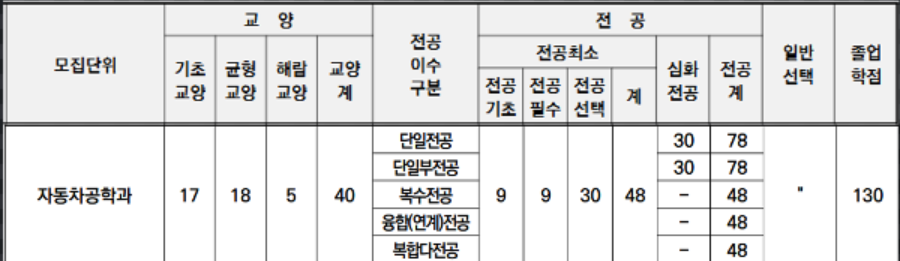 교 양 전 공
모집단위 전공 전공최소 일반 졸업
기초 균형 해람 교양 이수 심화 전공 선택 학점
교양 교양 교양 계 구분 전공 전공 전공 계 전공 계
기초 필수 선택
단일전공 30 78
단일부전공 30 78
자동차공학과 17 18 5 40 복수전공 9 9 30 48 - 48 " 130
융합(연계)전공 - 48
복합다전공 - 48